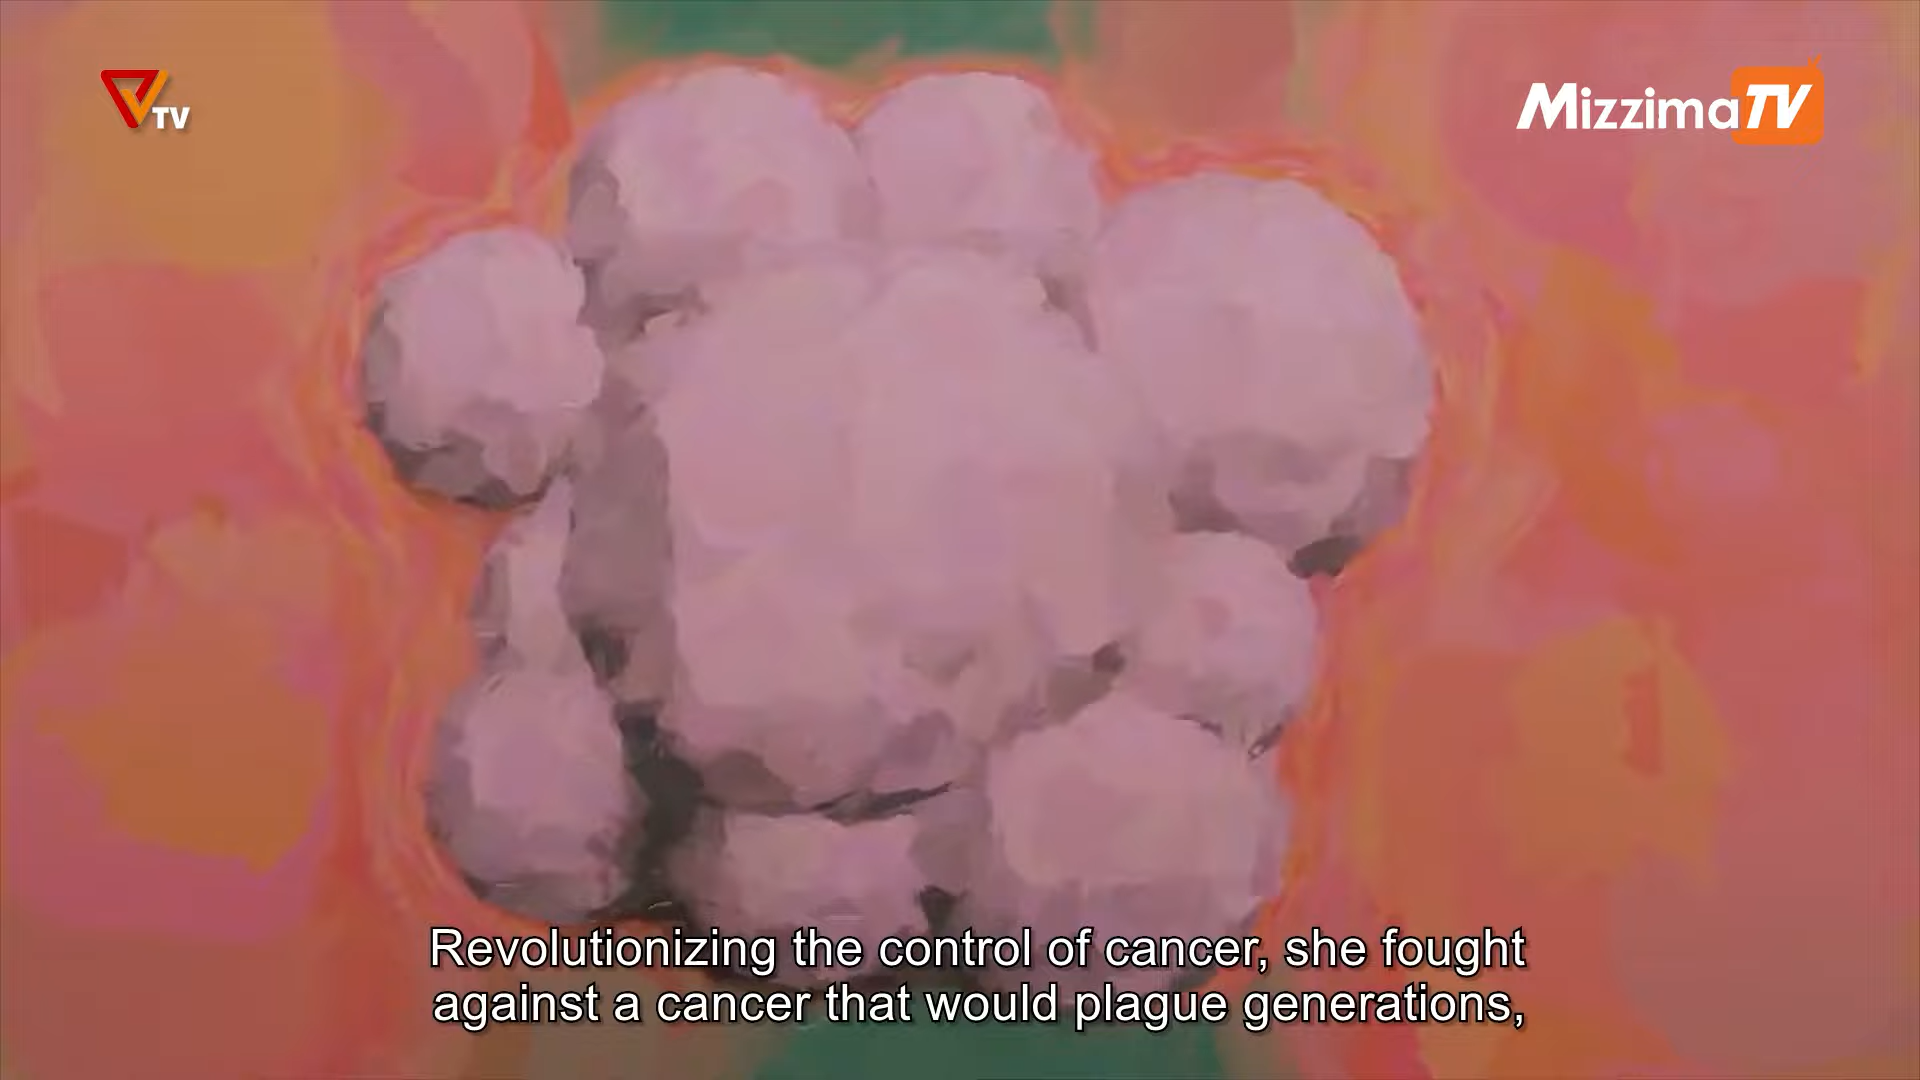 TV
MizzimaTV
Revolutionizing the control of cancer, she fought
against a cancer that would plague generations,